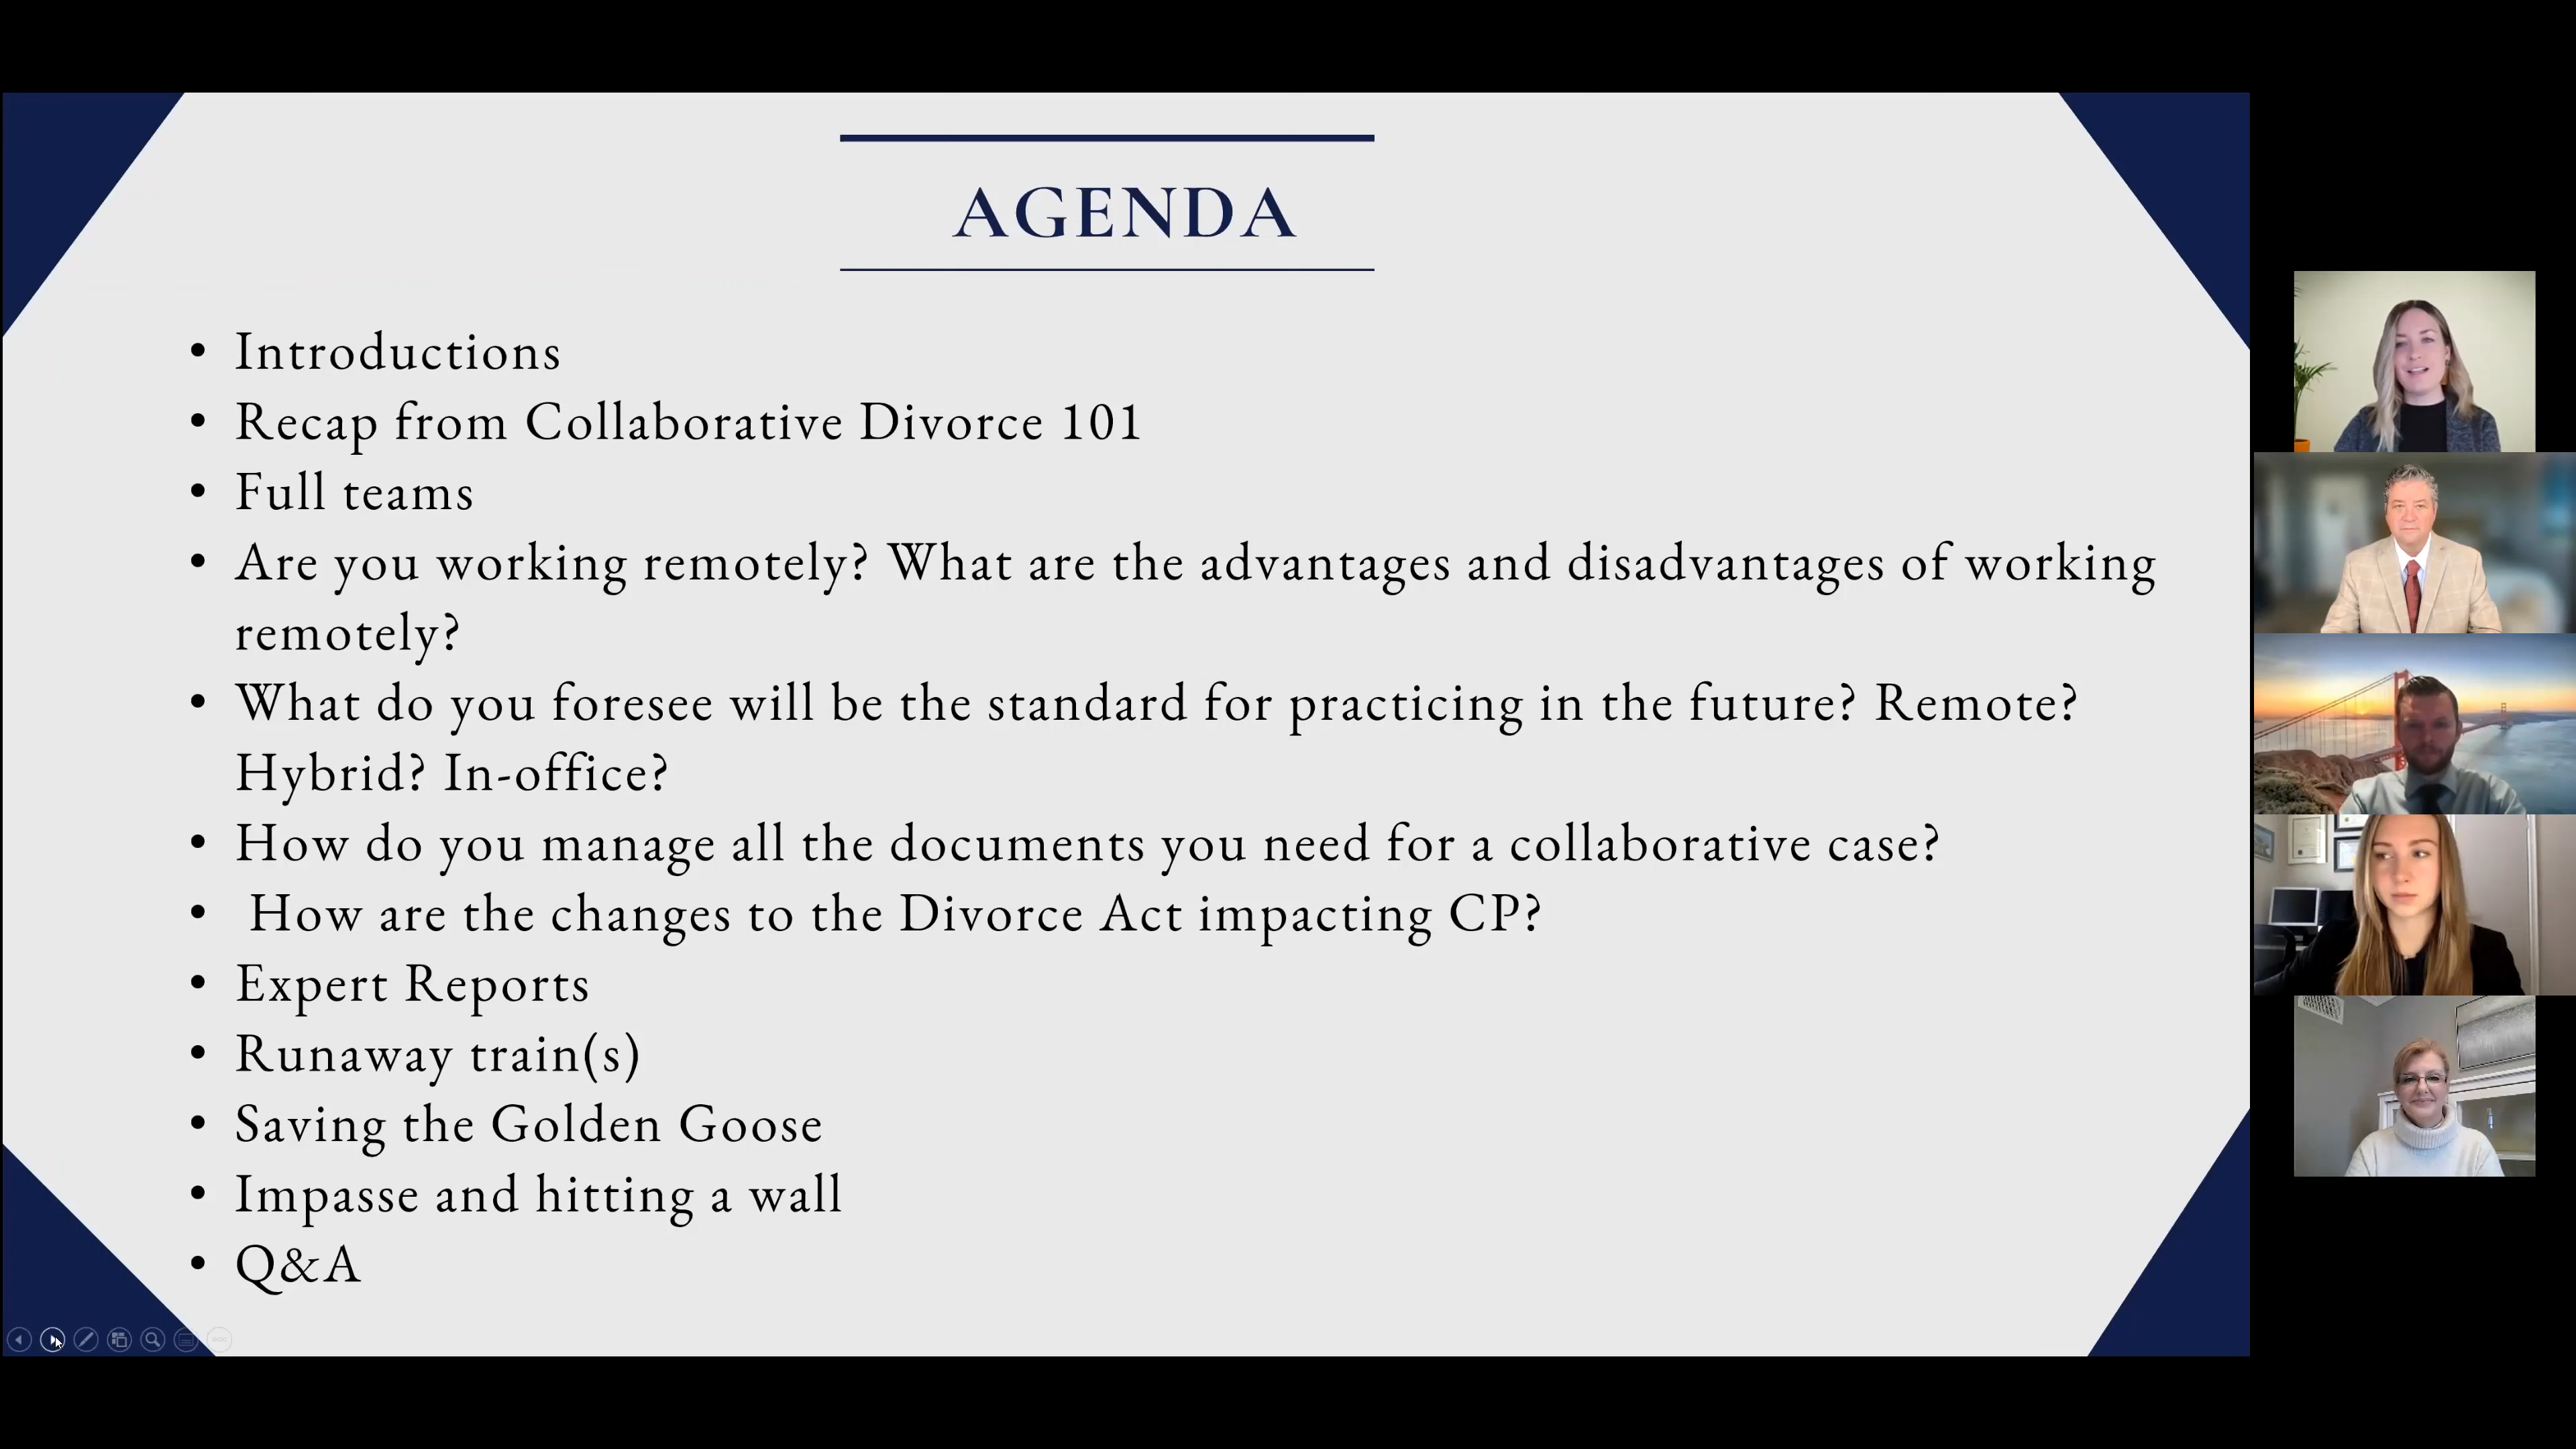 AGENDA
• Introductions
• Recap from Collaborative Divorce 101
• Full teams
• Are you working remotely? What are the advantages and disadvantages of working
remotely?
• What do you foresee will be the standard for practicing in the future? Remote?
Hybrid? In-office?
• How do you manage all the documents you need for a collaborative case?
• How are the changes to the Divorce Act impacting CP?
• Expert Reports
• Runaway train(s)
• Saving the Golden Goose
• Impasse and hitting a wall
• Q&A